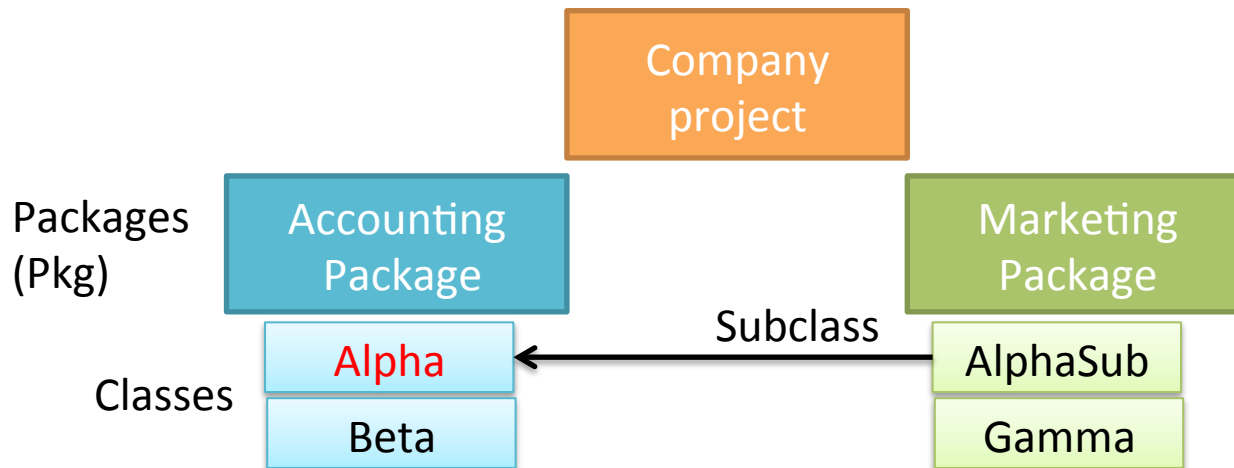 Company
project
Packages
(Pkg)
Accounting
Package
Marketing
Package
Subclass
Classes
Alpha
AlphaSub
Beta
Gamma